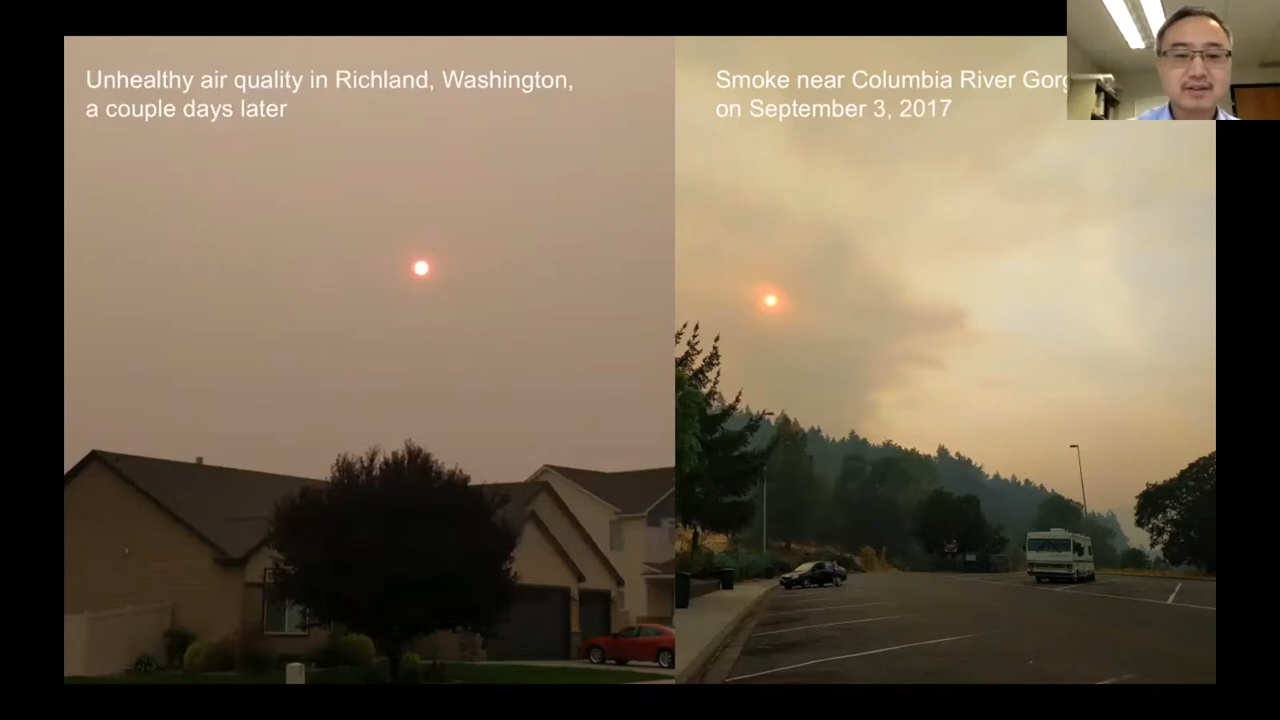 Unhealthy air quality in Richland, Washington,
a couple days later
Smoke near Columbia River
on September 3, 2017